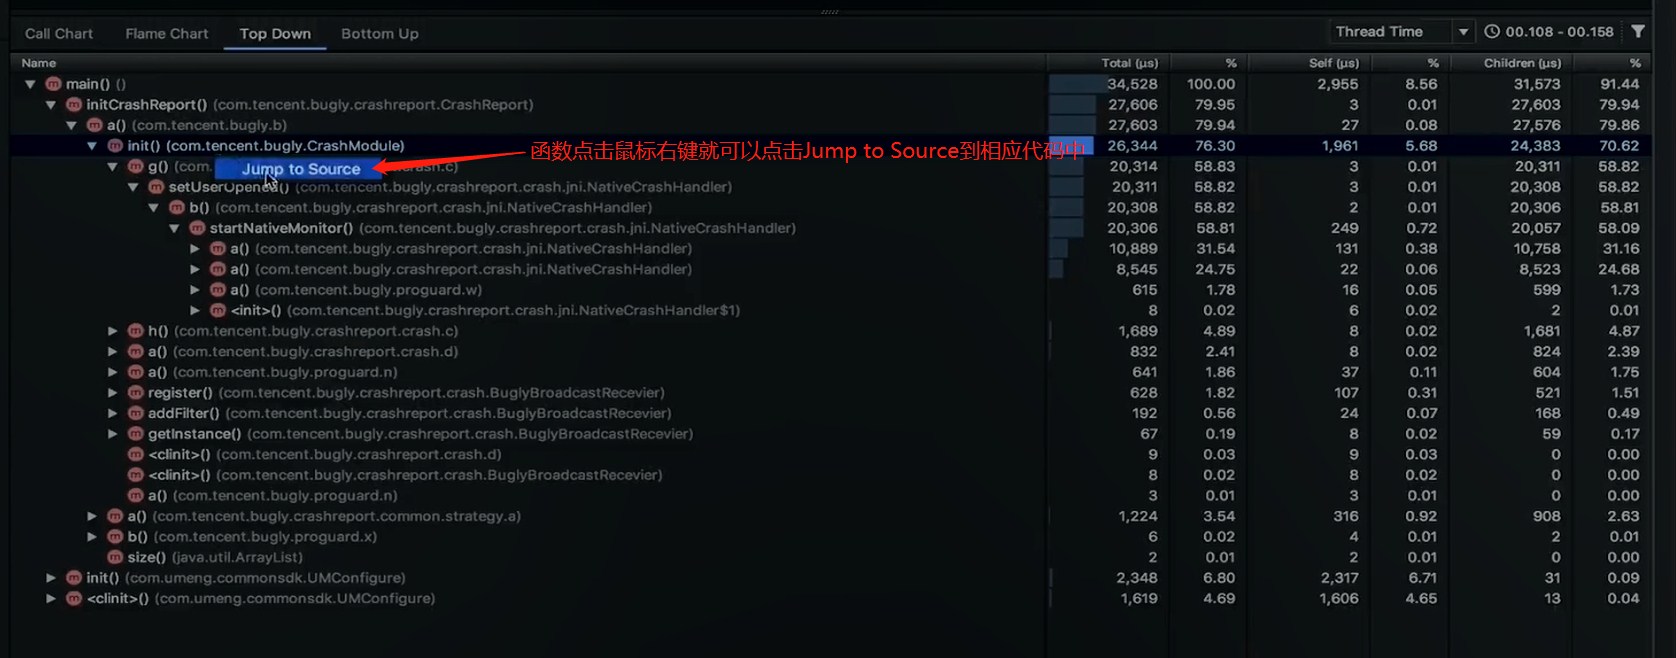 Call Chart Flame Chart Top Down Bottom Up Thread Time 00.108 - 00.158
Name Total (μs) % Self (μs) % Children (μs) %
m main() () 34,528 100.00 2,955 8.56 31,573 91.44
m initCrashReport() (com.tencent.bugly.crashreport.CrashReport) 27,606 79.95 3 0.01 27,603 79.94
m a() (com.tencent.bugly.b) 27,603 79.94 27 0.08 27,576 79.86
m init() (com.tencent.bugly.CrashModule) 26,344 76.30 1,961 5.68 24,383 70.62
函数点击鼠标右键就可以点击Jump to Source到相应代码中
m g() (com. Jump to Source .c) 20,314 58.83 3 0.01 20,311 58.82
m setUserOpened() (com.tencent.bugly.crashreport.crash.jni.NativeCrashHandler) 20,311 58.82 3 0.01 20,308 58.82
m b() (com.tencent.bugly.crashreport.crash.jni.NativeCrashHandler) 20,308 58.82 2 0.01 20,306 58.81
m startNativeMonitor() (com.tencent.bugly.crashreport.crash.jni.NativeCrashHandler) 20,306 58.81 249 0.72 20,057 58.09
m a() (com.tencent.bugly.crashreport.crash.jni.NativeCrashHandler) 10,889 31.54 131 0.38 10,758 31.16
m a() (com.tencent.bugly.crashreport.crash.jni.NativeCrashHandler) 8,545 24.75 22 0.06 8,523 24.68
m a() (com.tencent.bugly.proguard.w) 615 1.78 16 0.05 599 1.73
m <init>() (com.tencent.bugly.crashreport.crash.jni.NativeCrashHandler$1) 8 0.02 6 0.02 2 0.01
m h() (com.tencent.bugly.crashreport.crash.c) 1,689 4.89 8 0.02 1,681 4.87
m a() (com.tencent.bugly.crashreport.crash.d) 832 2.41 8 0.02 824 2.39
m a() (com.tencent.bugly.proguard.n) 641 1.86 37 0.11 604 1.75
m register() (com.tencent.bugly.crashreport.crash.BuglyBroadcastRecevier) 628 1.82 107 0.31 521 1.51
m addFilter() (com.tencent.bugly.crashreport.crash.BuglyBroadcastRecevier) 192 0.56 24 0.07 168 0.49
m getInstance() (com.tencent.bugly.crashreport.crash.BuglyBroadcastRecevier) 67 0.19 8 0.02 59 0.17
m <clinit>() (com.tencent.bugly.crashreport.crash.d) 9 0.03 9 0.03 0 0.00
m <clinit>() (com.tencent.bugly.crashreport.crash.BuglyBroadcastRecevier) 8 0.02 8 0.02 0 0.00
m a() (com.tencent.bugly.proguard.n) 3 0.01 3 0.01 0 0.00
m a() (com.tencent.bugly.crashreport.common.strategy.a) 1,224 3.54 316 0.92 908 2.63
m b() (com.tencent.bugly.proguard.x) 6 0.02 4 0.01 2 0.01
m size() (java.util.ArrayList) 2 0.01 2 0.01 0 0.00
m init() (com.umeng.commonsdk.UMConfigure) 2,348 6.80 2,317 6.71 31 0.09
m <clinit>() (com.umeng.commonsdk.UMConfigure) 1,619 4.69 1,606 4.65 13 0.04